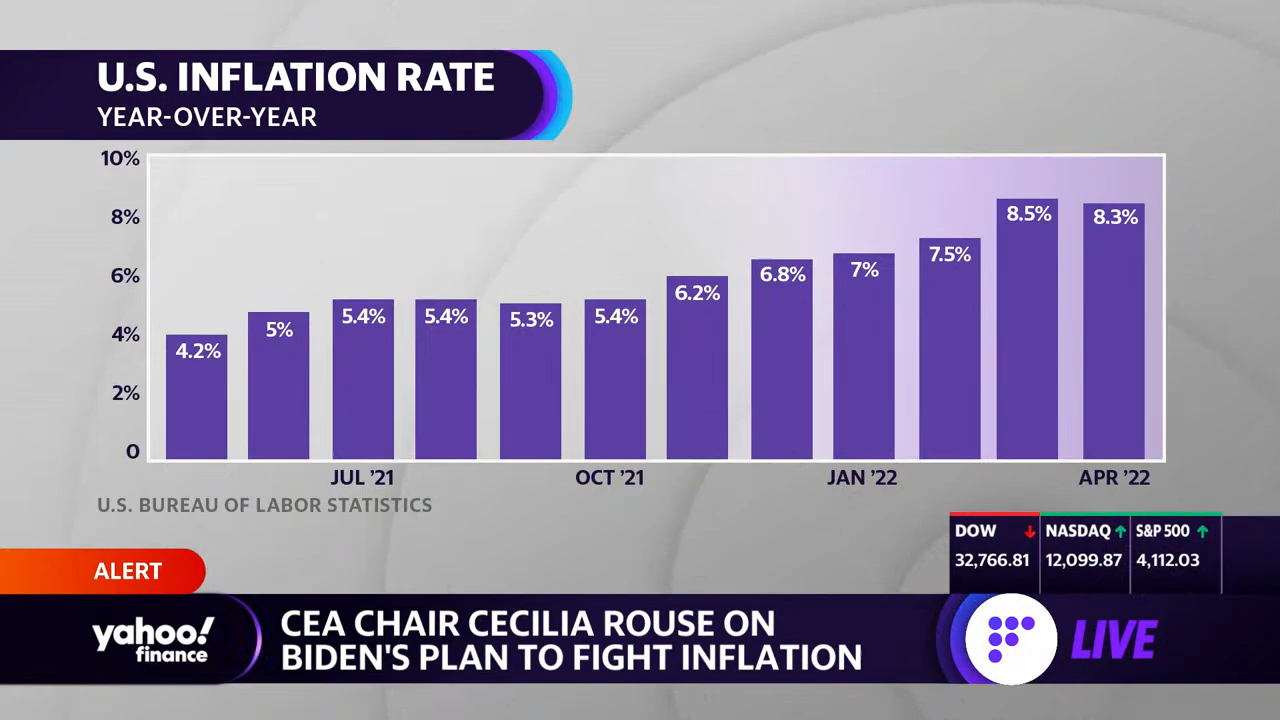 U.S. INFLATION RATE
YEAR-OVER-YEAR
10%
8%
6%
4%
2%
0
4.2%
5%
5.4%
5.4%
5.3%
5.4%
6.2%
6.8%
7%
7.5%
8.5%
8.3%
JUL ’21
OCT ’21
JAN ’22
APR ’22
U.S. BUREAU OF LABOR STATISTICS
DOW
32,766.81
NASDAQ
12,099.87
S&P 500
4,112.03
ALERT
yahoo!
finance
CEA CHAIR CECILIA ROUSE ON
BIDEN'S PLAN TO FIGHT INFLATION
LIVE